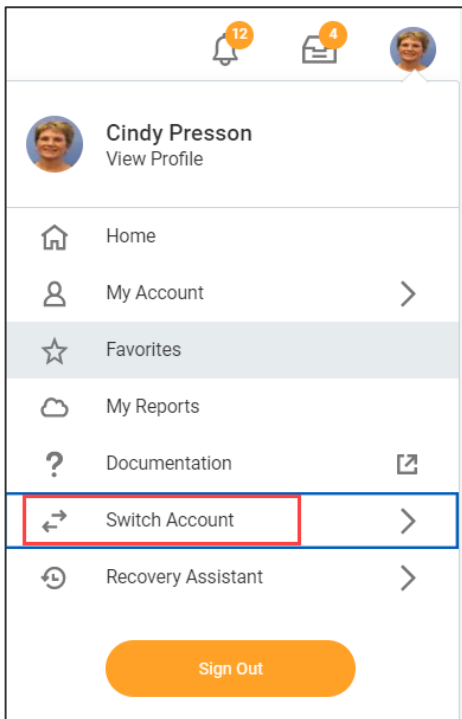 12
4
Cindy Presson
View Profile
Home
My Account
Favorites
My Reports
Documentation
Switch Account
Recovery Assistant
Sign Out